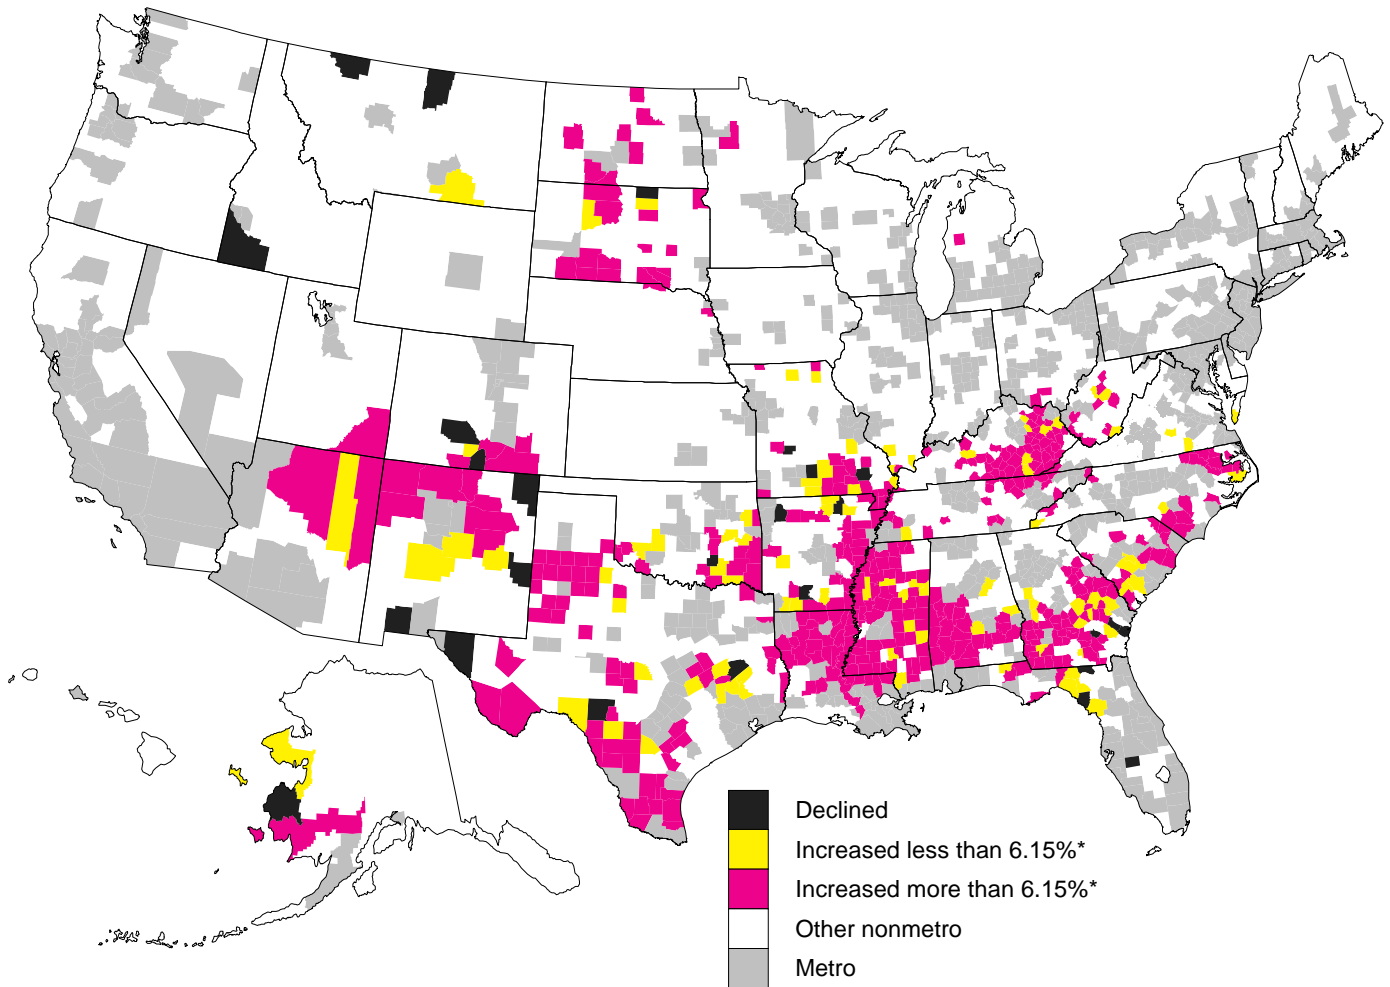 Declined
Increased less than 6.15%*
Increased more than 6.15%*
Other nonmetro
Metro